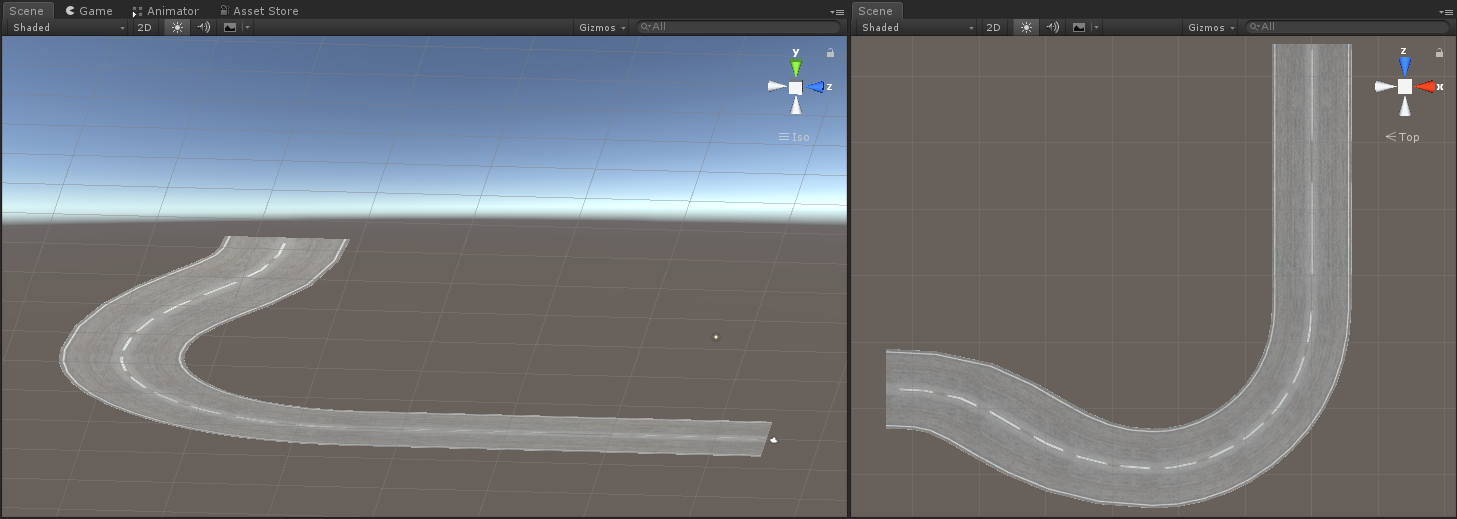 Scene Game Animator Asset Store
Shaded 2D Gizmos All
y
z
Iso
Scene
Shaded 2D Gizmos All
z
x
Top